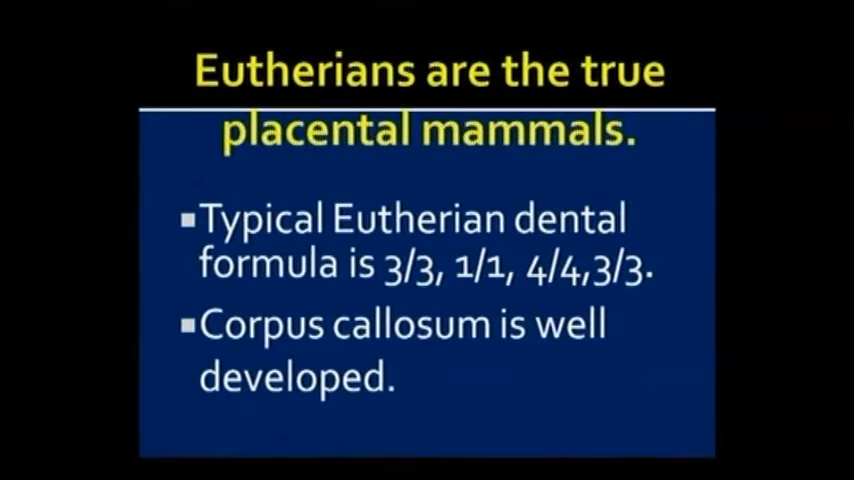 Eutherians are the true
placental mammals.
▪Typical Eutherian dental
formula is 3/3, 1/1, 4/4,3/3.
▪Corpus callosum is well
developed.